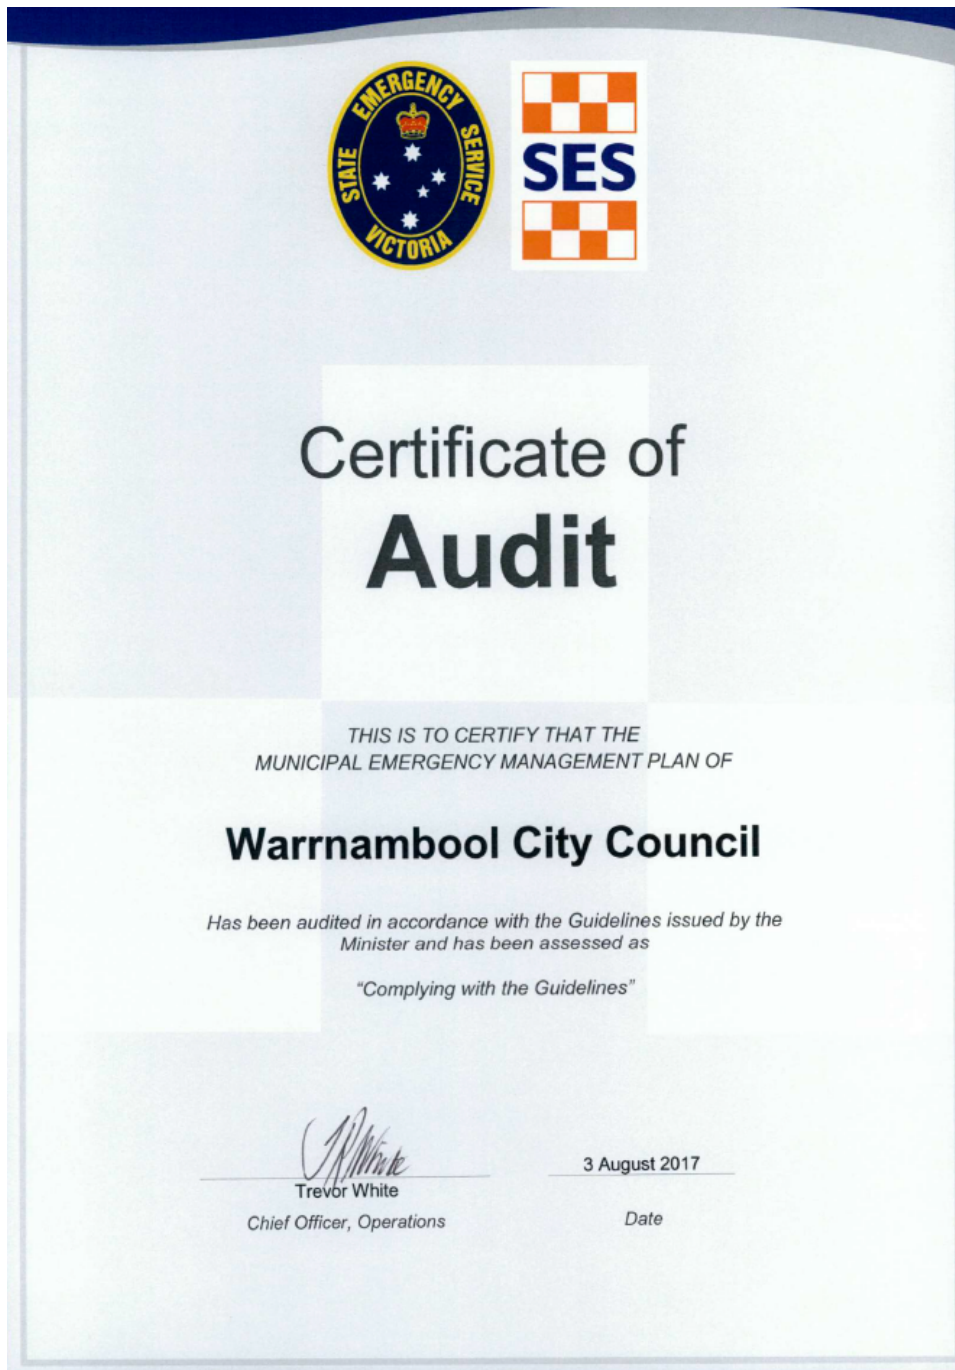 STATE EMERGENCY SERVICE
VICTORIA
SES
Certificate of
Audit
THIS IS TO CERTIFY THAT THE
MUNICIPAL EMERGENCY MANAGEMENT PLAN OF
Warrnambool City Council
Has been audited in accordance with the Guidelines issued by the
Minister and has been assessed as
“Complying with the Guidelines”
TR White
3 August 2017
Trevor White
Chief Officer, Operations
Date